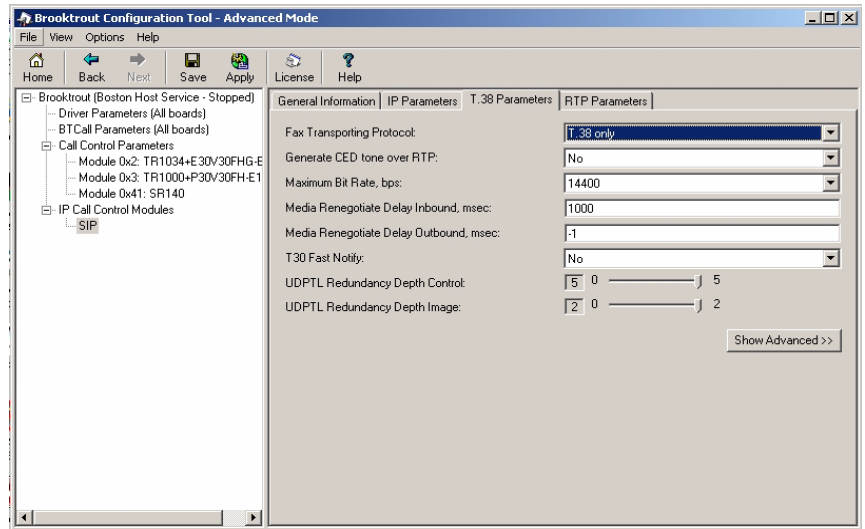 Brooktrout Configuration Tool - Advanced Mode
File View Options Help
Home Back Next Save Apply License Help
Brooktrout (Boston Host Service - Stopped)
Driver Parameters (All boards)
BTCall Parameters (All boards)
Call Control Parameters
Module 0x2: TR1034+E30V30FHG-E
Module 0x3: TR1000+P30V30FH-E1
Module 0x41: SR140
IP Call Control Modules
SIP
General Information IP Parameters T.38 Parameters RTP Parameters
Fax Transporting Protocol: T.38 only
Generate CED tone over RTP: No
Maximum Bit Rate, bps: 14400
Media Renegotiate Delay Inbound, msec: 1000
Media Renegotiate Delay Outbound, msec: -1
T30 Fast Notify: No
UDPTL Redundancy Depth Control: 5 0 5
UDPTL Redundancy Depth Image: 2 0 2
Show Advanced >>